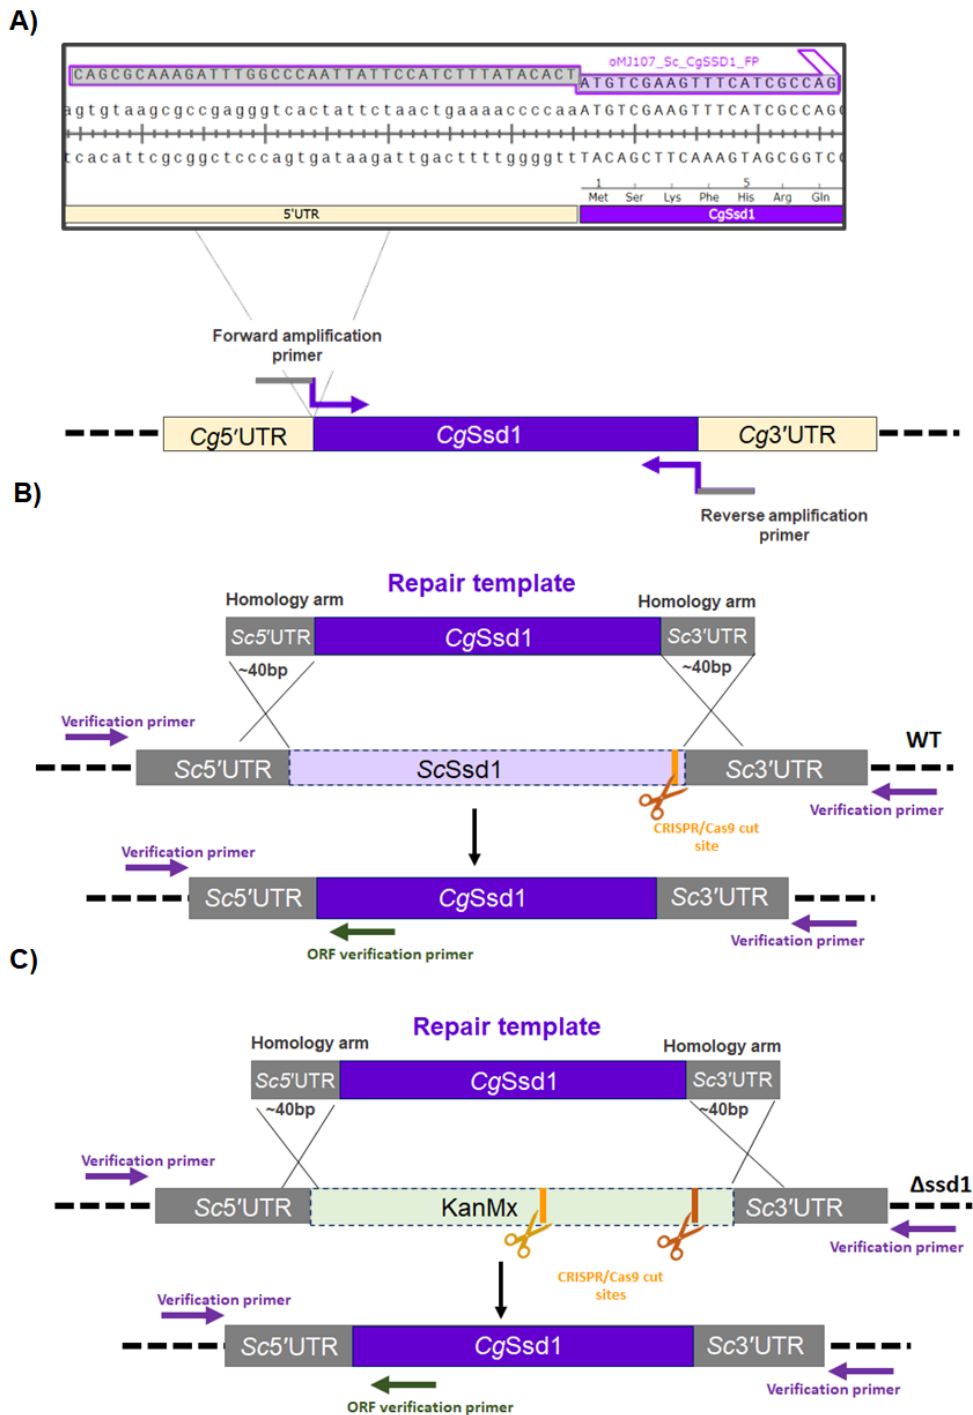 A)
oMJ107_Sc_CgSSD1_FP
CAGCGCAAAGATTTGGCCCAATTATTCCATCTTTATACACTATGTCGAAGTTTCATCGCCAG
agtgtaagcgccgagggtcactattctaactgaaaaccccaaATGTCGAAGTTTCATCGCCAG
tcacattcgcggctcccagtgataagattgacttttggggttTACAGCTTCAAAGTAGCGGTC
1 5
Met Ser Lys Phe His Arg Gln
5'UTR CgSsd1
Forward amplification
primer
Cg5'UTR CgSsd1 Cg3'UTR
B)
Reverse amplification
primer
Repair template
Homology arm Homology arm
Sc5'UTR CgSsd1 Sc3'UTR
~40bp ~40bp
Verification primer
WT
Sc5'UTR ScSsd1 Sc3'UTR
Verification primer
CRISPR/Cas9 cut
site
Verification primer
Sc5'UTR CgSsd1 Sc3'UTR
ORF verification primer
Verification primer
C)
Repair template
Homology arm Homology arm
Sc5'UTR CgSsd1 Sc3'UTR
~40bp ~40bp
Verification primer
Δssd1
Sc5'UTR KanMx Sc3'UTR
Verification primer
CRISPR/Cas9 cut
sites
Verification primer
Sc5'UTR CgSsd1 Sc3'UTR
Verification primer
ORF verification primer